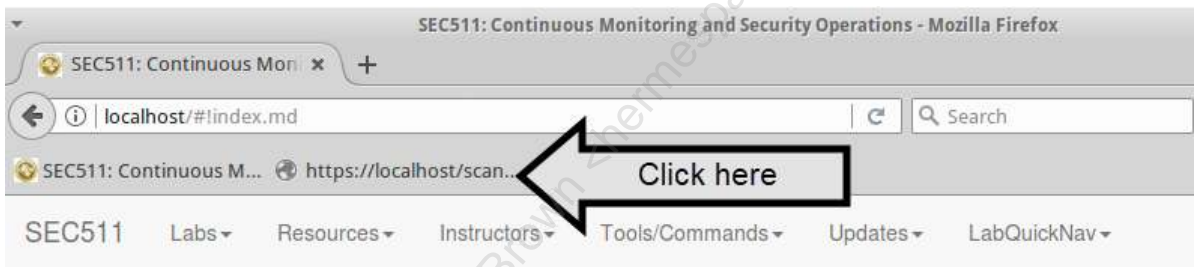 SEC511: Continuous Monitoring and Security Operations - Mozilla Firefox
SEC511: Continuous Mon
localhost/#!index.md
Search
SEC511: Continuous M... https://localhost/scan...
Click here
SEC511 Labs Resources Instructors Tools/Commands Updates LabQuickNav
Brown